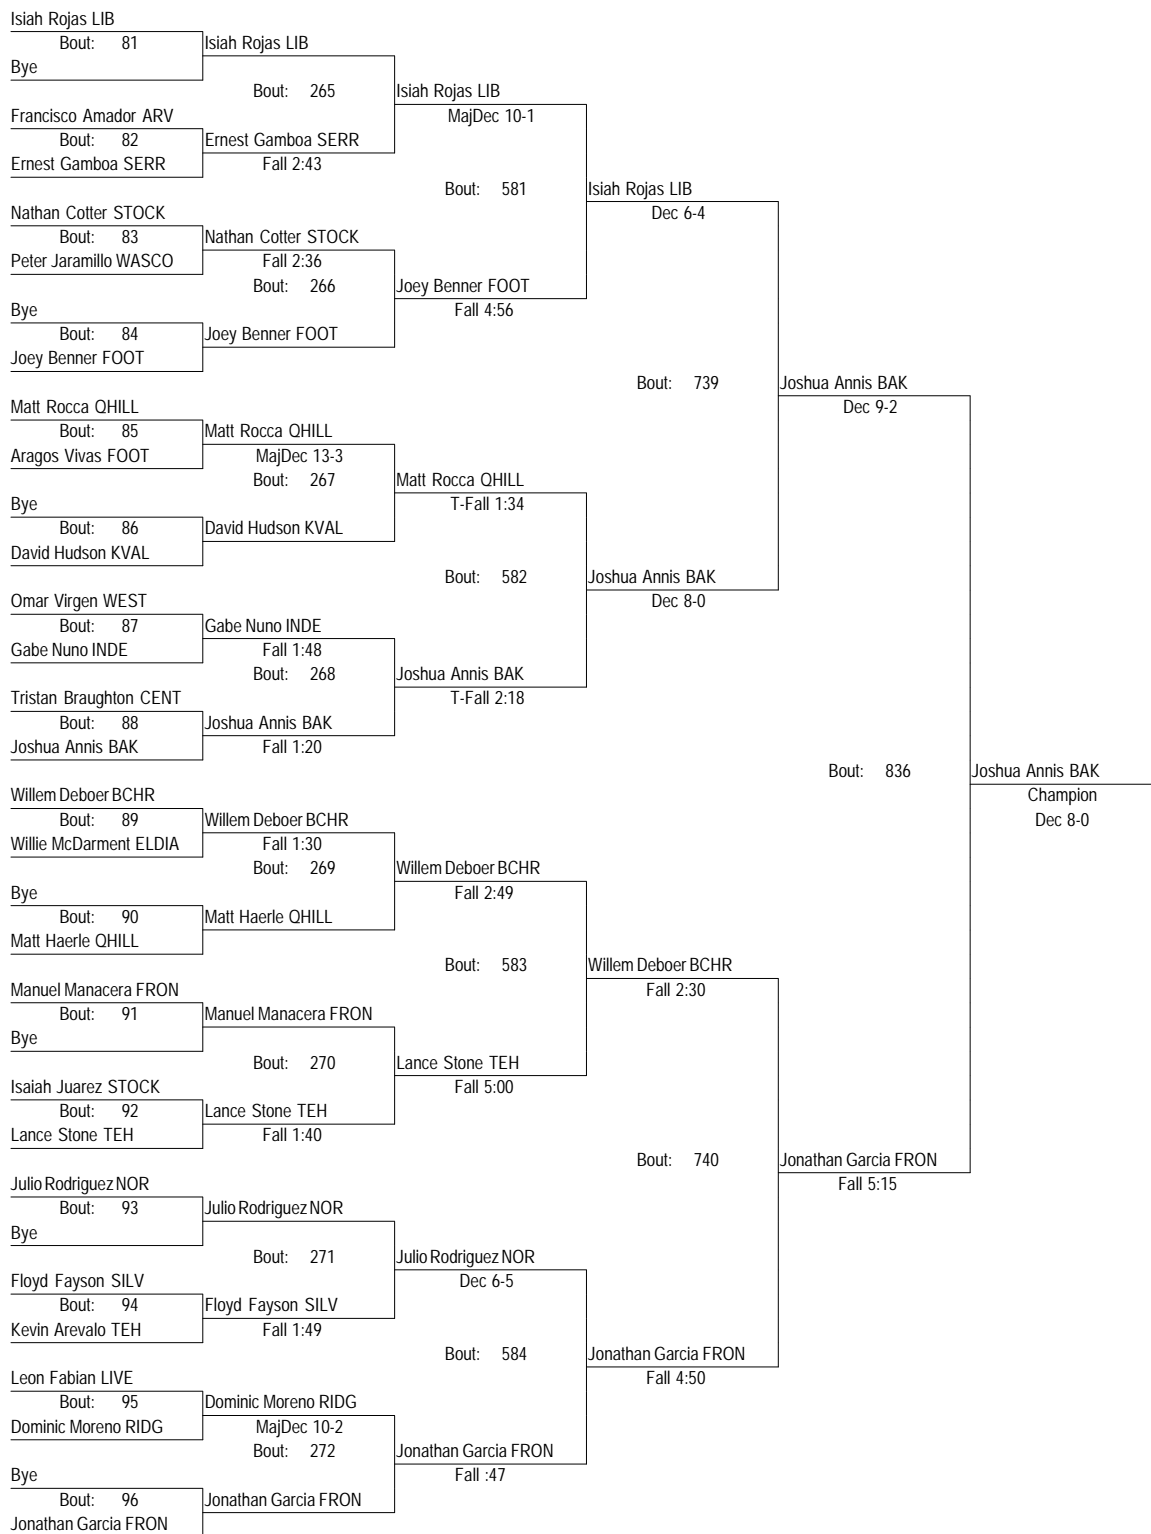 Isiah Rojas LIB
Bout: 81
Isiah Rojas LIB
Bye
Bout: 265
Isiah Rojas LIB
Francisco Amador ARV
MajDec 10-1
Bout: 82
Ernest Gamboa SERR
Ernest Gamboa SERR
Fall 2:43
Bout: 581
Isiah Rojas LIB
Nathan Cotter STOCK
Dec 6-4
Bout: 83
Nathan Cotter STOCK
Peter Jaramillo WASCO
Fall 2:36
Bout: 266
Joey Benner FOOT
Bye
Fall 4:56
Bout: 84
Joey Benner FOOT
Joey Benner FOOT
Bout: 739
Joshua Annis BAK
Matt Rocca QHILL
Dec 9-2
Bout: 85
Matt Rocca QHILL
Aragos Vivas FOOT
MajDec 13-3
Bout: 267
Matt Rocca QHILL
Bye
T-Fall 1:34
Bout: 86
David Hudson KVAL
David Hudson KVAL
Bout: 582
Joshua Annis BAK
Omar Virgen WEST
Dec 8-0
Bout: 87
Gabe Nuno INDE
Gabe Nuno INDE
Fall 1:48
Bout: 268
Joshua Annis BAK
Tristan Braughton CENT
T-Fall 2:18
Bout: 88
Joshua Annis BAK
Joshua Annis BAK
Fall 1:20
Bout: 836
Joshua Annis BAK
Willem Deboer BCHR
Champion
Bout: 89
Willem Deboer BCHR
Dec 8-0
Willie McDarment ELDIA
Fall 1:30
Bout: 269
Willem Deboer BCHR
Bye
Fall 2:49
Bout: 90
Matt Haerle QHILL
Matt Haerle QHILL
Bout: 583
Willem Deboer BCHR
Manuel Manacera FRON
Fall 2:30
Bout: 91
Manuel Manacera FRON
Bye
Bout: 270
Lance Stone TEH
Isaiah Juarez STOCK
Fall 5:00
Bout: 92
Lance Stone TEH
Lance Stone TEH
Fall 1:40
Bout: 740
Jonathan Garcia FRON
Julio Rodriguez NOR
Fall 5:15
Bout: 93
Julio Rodriguez NOR
Bye
Bout: 271
Julio Rodriguez NOR
Floyd Fayson SILV
Dec 6-5
Bout: 94
Floyd Fayson SILV
Kevin Arevalo TEH
Fall 1:49
Bout: 584
Jonathan Garcia FRON
Leon Fabian LIVE
Fall 4:50
Bout: 95
Dominic Moreno RIDG
Dominic Moreno RIDG
MajDec 10-2
Bout: 272
Jonathan Garcia FRON
Bye
Fall :47
Bout: 96
Jonathan Garcia FRON
Jonathan Garcia FRON